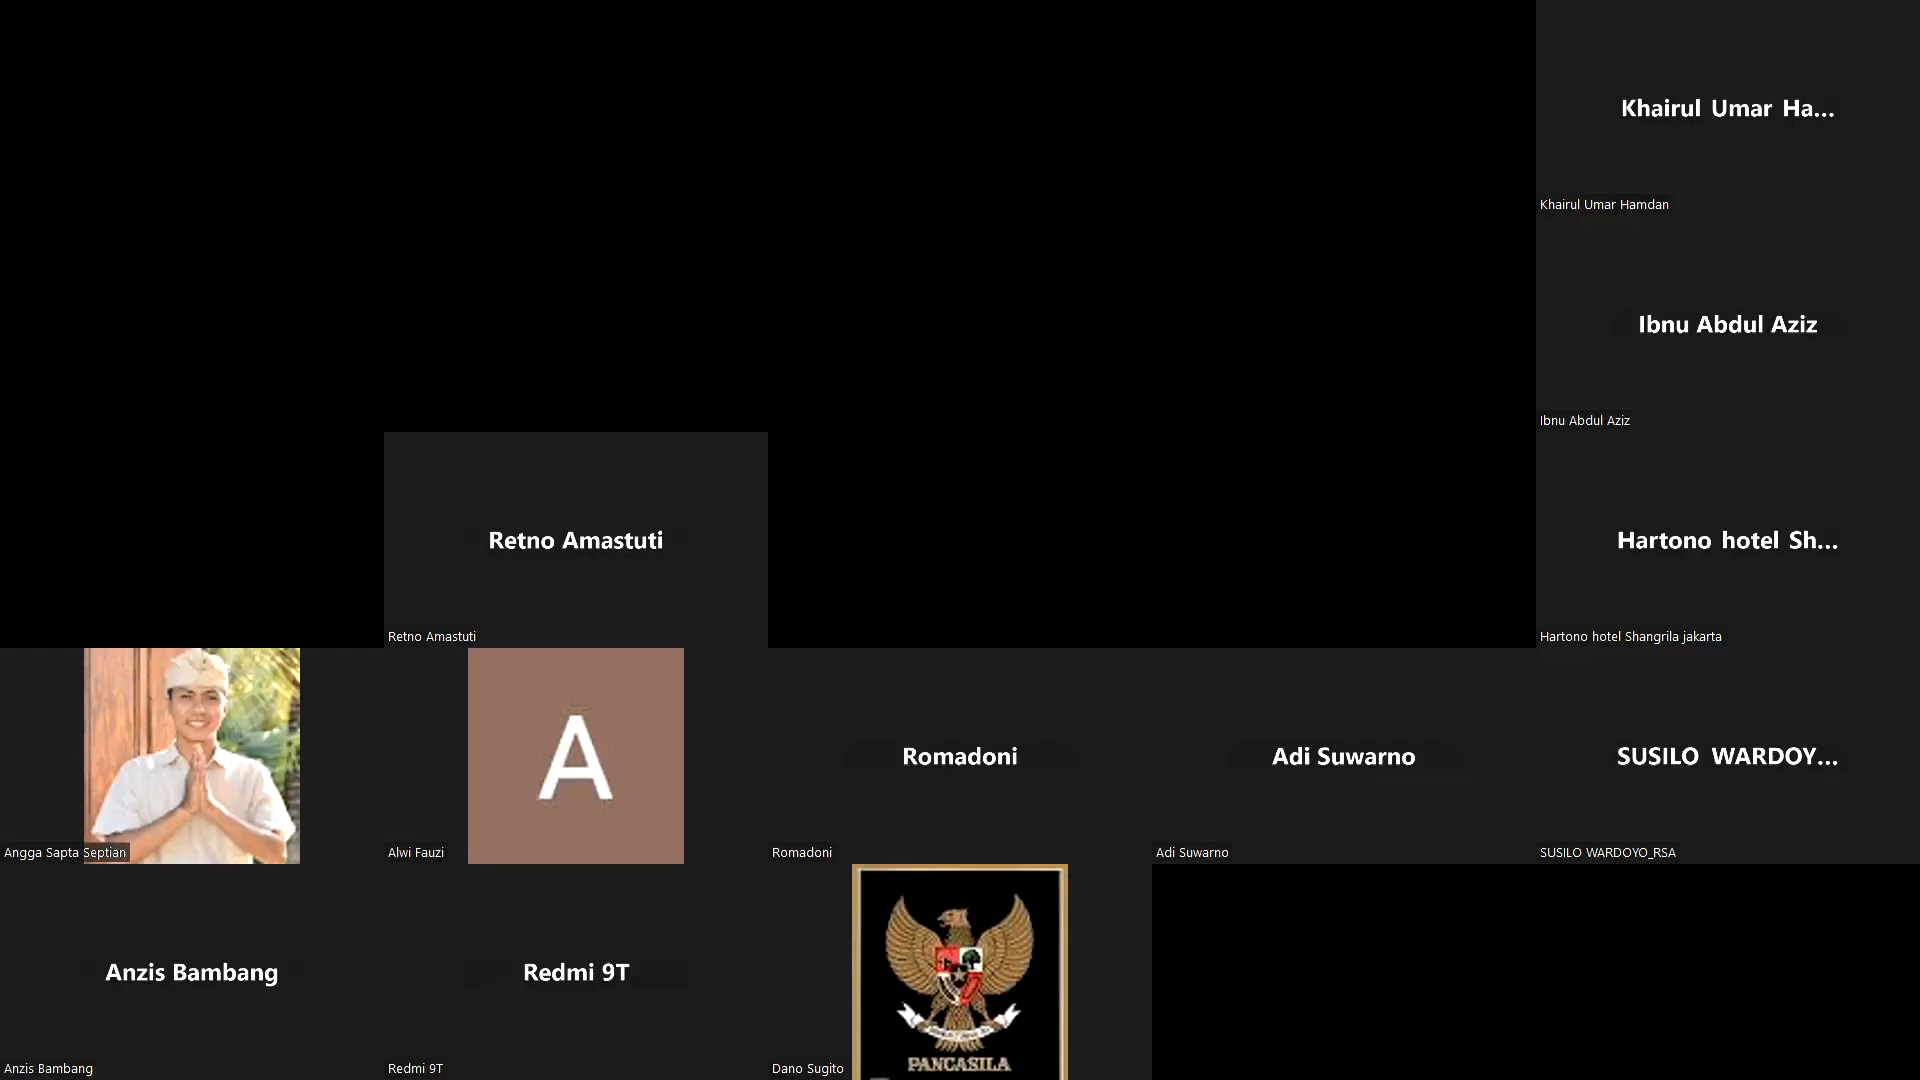 Khairul Umar Ha...
Khairul Umar Hamdan
Ibnu Abdul Aziz
Ibnu Abdul Aziz
Retno Amastuti
Retno Amastuti
Hartono hotel Sh...
Hartono hotel Shangrila jakarta
Angga Sapta Septian
A
Alwi Fauzi
Romadoni
Romadoni
Adi Suwarno
Adi Suwarno
SUSILO WARDOY...
SUSILO WARDOYO_RSA
Anzis Bambang
Anzis Bambang
Redmi 9T
Redmi 9T
PANCASILA
Dano Sugito